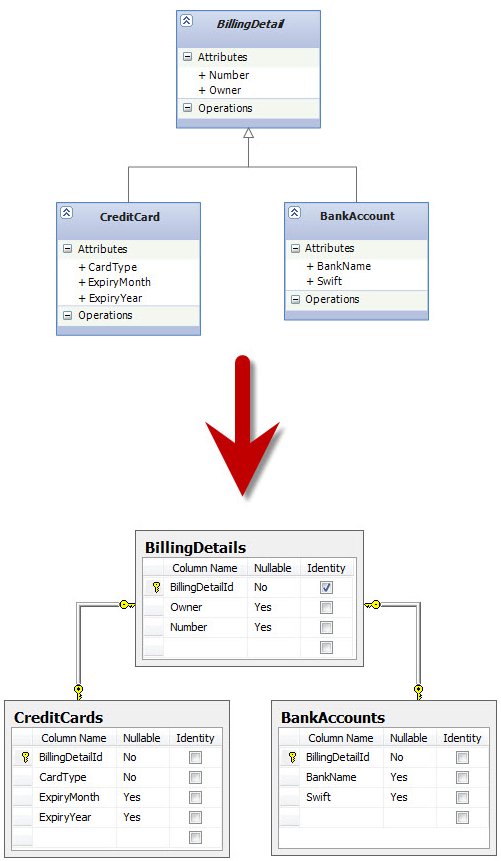 BillingDetail
Attributes
+ Number
+ Owner
Operations
CreditCard
Attributes
+ CardType
+ ExpiryMonth
+ ExpiryYear
Operations
BankAccount
Attributes
+ BankName
+ Swift
Operations
BillingDetails
Column Name Nullable Identity
BillingDetailId No
Owner Yes
Number Yes
CreditCards
Column Name Nullable Identity
BillingDetailId No
CardType No
ExpiryMonth Yes
ExpiryYear Yes
BankAccounts
Column Name Nullable Identity
BillingDetailId No
BankName Yes
Swift Yes